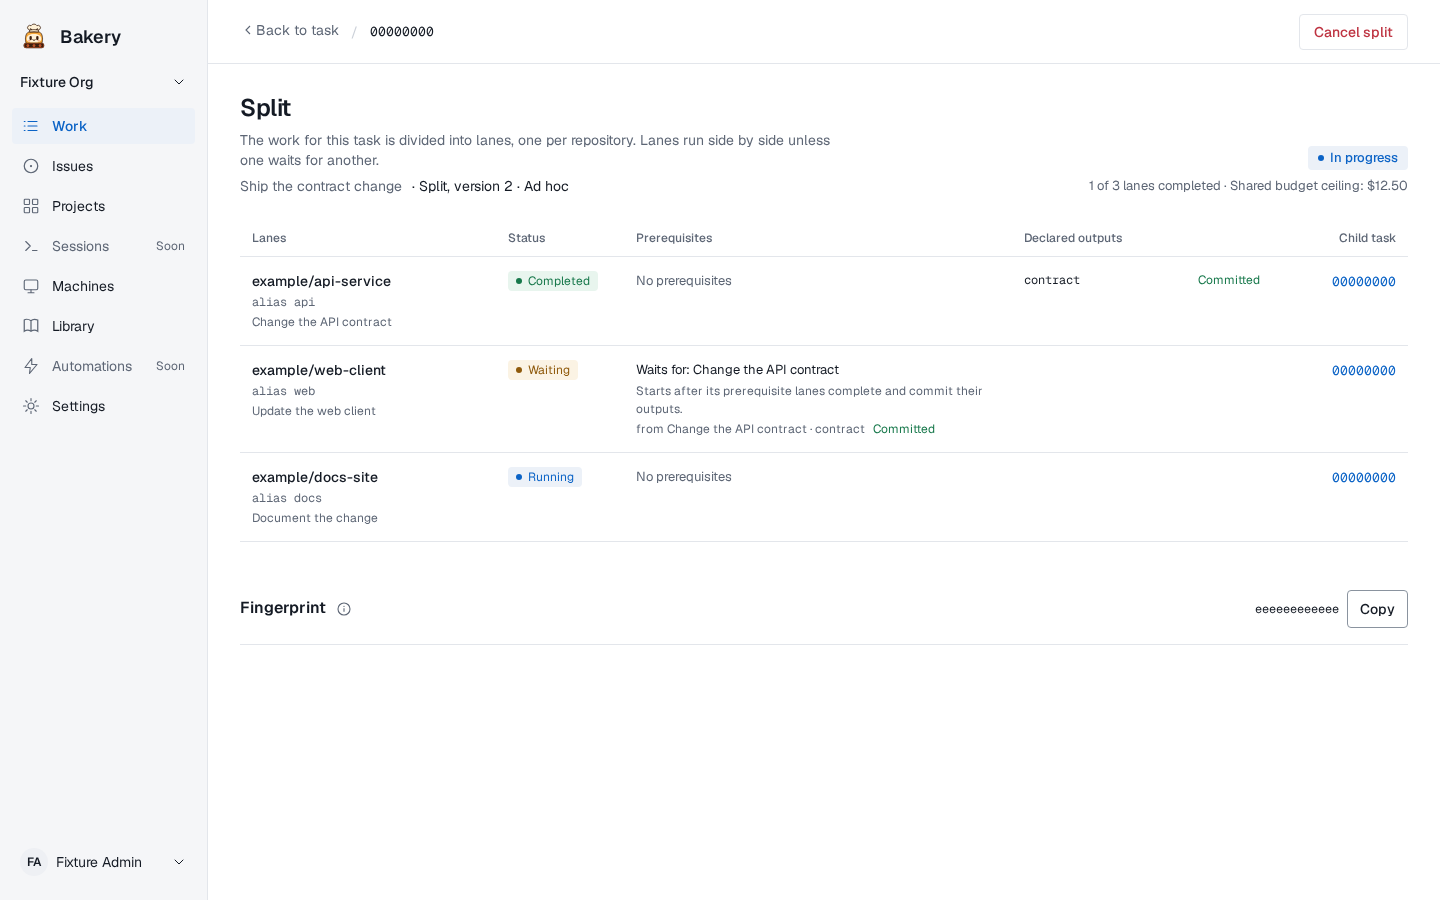 Bakery
Fixture Org
Work
Issues
Projects
Sessions Soon
Machines
Library
Automations Soon
Settings
FA Fixture Admin
Back to task / 00000000
Cancel split
Split
The work for this task is divided into lanes, one per repository. Lanes run side by side unless
one waits for another.
In progress
Ship the contract change · Split, version 2 · Ad hoc
1 of 3 lanes completed · Shared budget ceiling: $12.50
Lanes Status Prerequisites Declared outputs Child task
example/api-service Completed No prerequisites contract Committed 00000000
alias api
Change the API contract
example/web-client Waiting Waits for: Change the API contract 00000000
alias web Starts after its prerequisite lanes complete and commit their
outputs.
Update the web client
from Change the API contract · contract Committed
example/docs-site Running No prerequisites 00000000
alias docs
Document the change
Fingerprint eeeeeeeeeeee Copy